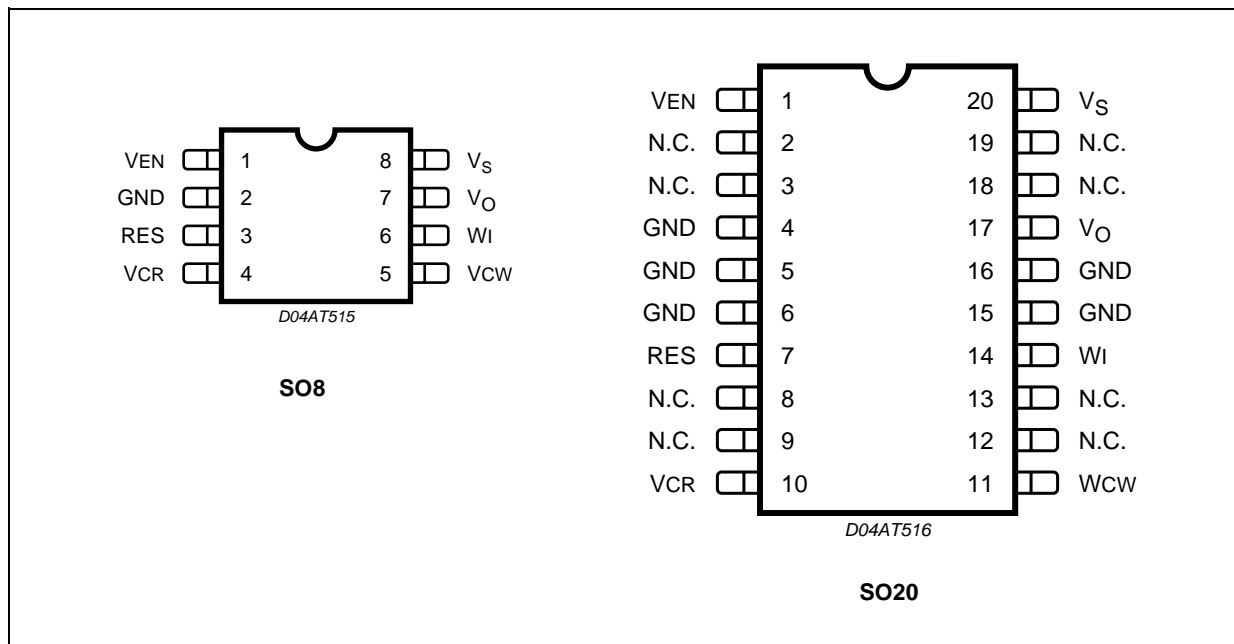 VEN 1 8 VS
GND 2 7 VO
RES 3 6 WI
VCR 4 5 VCW
D04AT515
SO8
VEN 1 20 VS
N.C. 2 19 N.C.
N.C. 3 18 N.C.
GND 4 17 VO
GND 5 16 GND
GND 6 15 GND
RES 7 14 WI
N.C. 8 13 N.C.
N.C. 9 12 N.C.
VCR 10 11 WCW
D04AT516
SO20